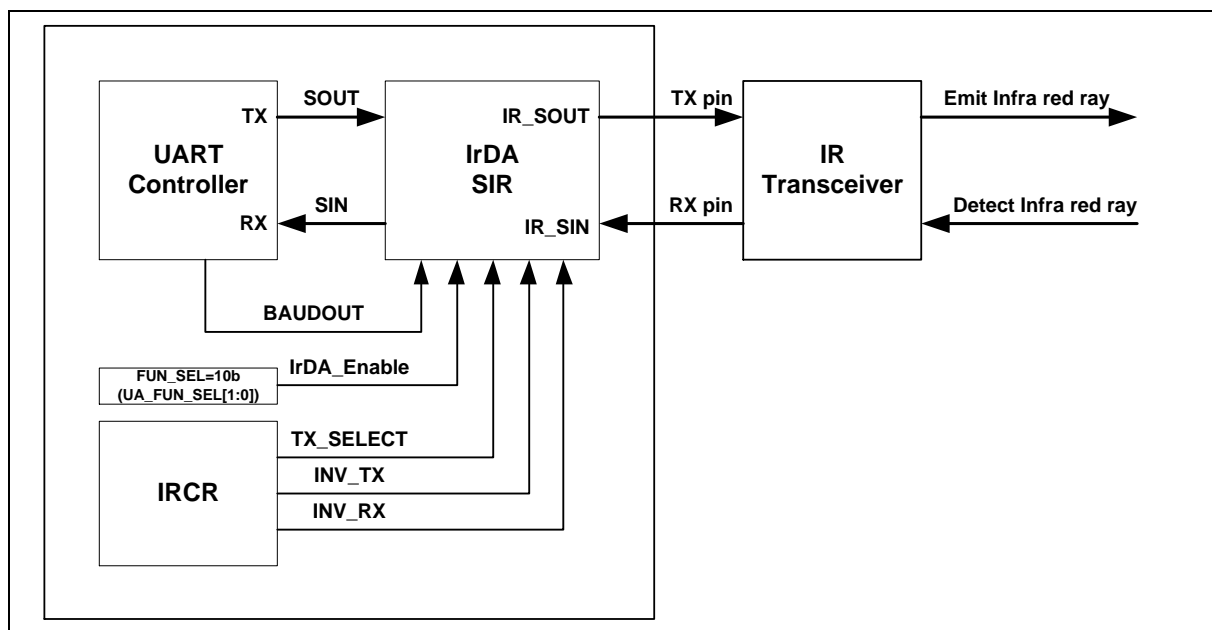 SOUT
TX pin
Emit Infra red ray
TX
IR_SOUT
UART
Controller
IrDA
SIR
IR
Transceiver
SIN
RX pin
Detect Infra red ray
RX
IR_SIN
BAUDOUT
IrDA_Enable
FUN_SEL=10b
(UA_FUN_SEL[1:0])
TX_SELECT
INV_TX
IRCR
INV_RX